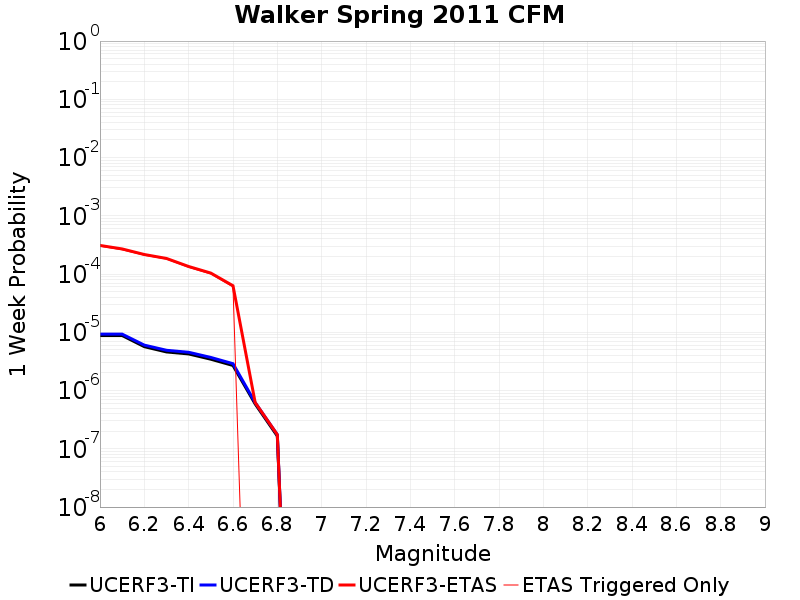 Walker Spring 2011 CFM
1 Week Probability
10^0
10^-1
10^-2
10^-3
10^-4
10^-5
10^-6
10^-7
10^-8
6 6.2 6.4 6.6 6.8 7 7.2 7.4 7.6 7.8 8 8.2 8.4 8.6 8.8 9
Magnitude
UCERF3-TI UCERF3-TD UCERF3-ETAS ETAS Triggered Only